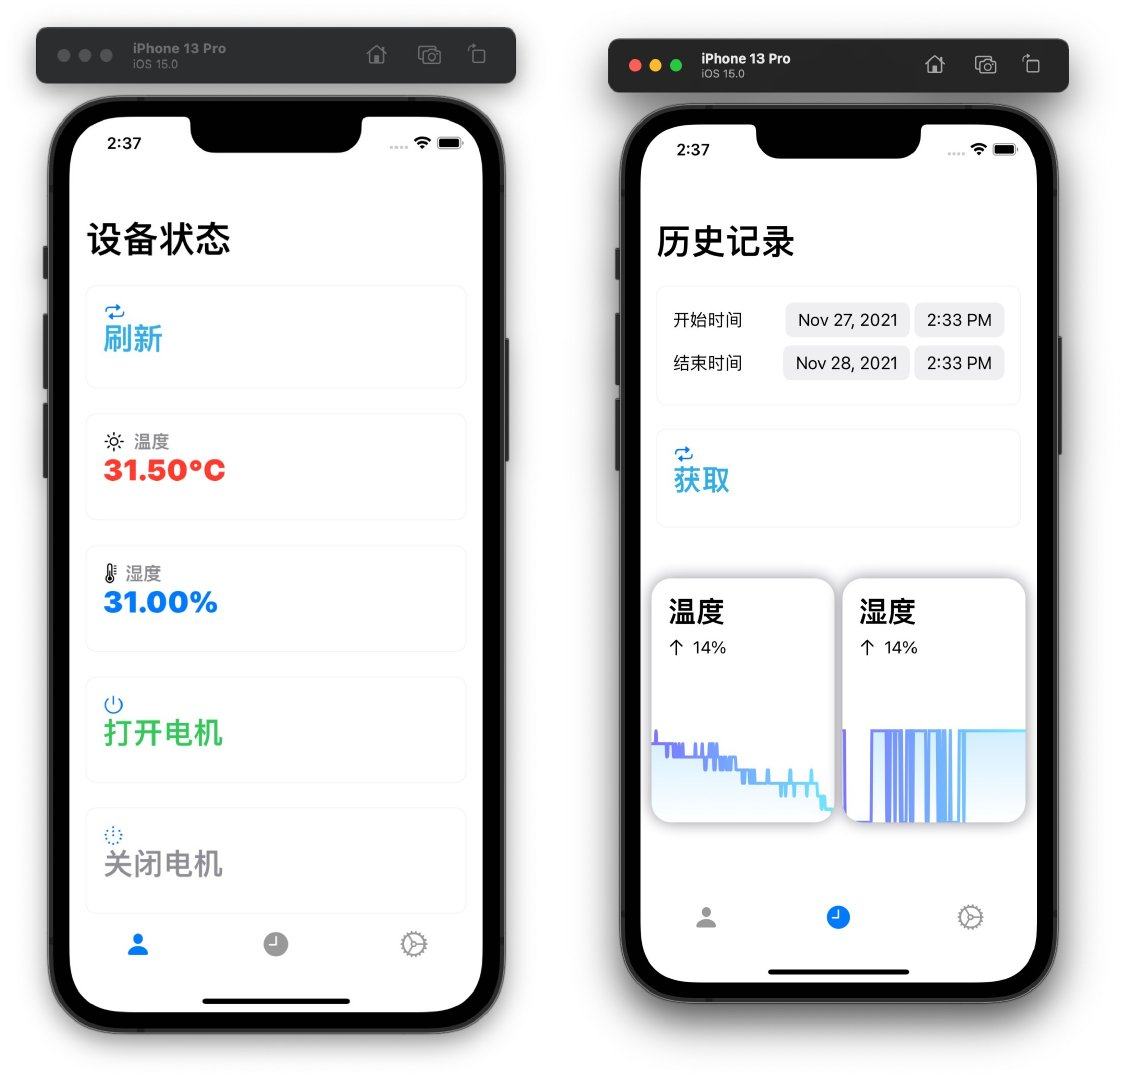 iPhone 13 Pro
iOS 15.0
2:37
设备状态
刷新
温度
31.50°C
湿度
31.00%
打开电机
关闭电机
iPhone 13 Pro
iOS 15.0
2:37
历史记录
开始时间 Nov 27, 2021 2:33 PM
结束时间 Nov 28, 2021 2:33 PM
获取
温度
14%
湿度
14%